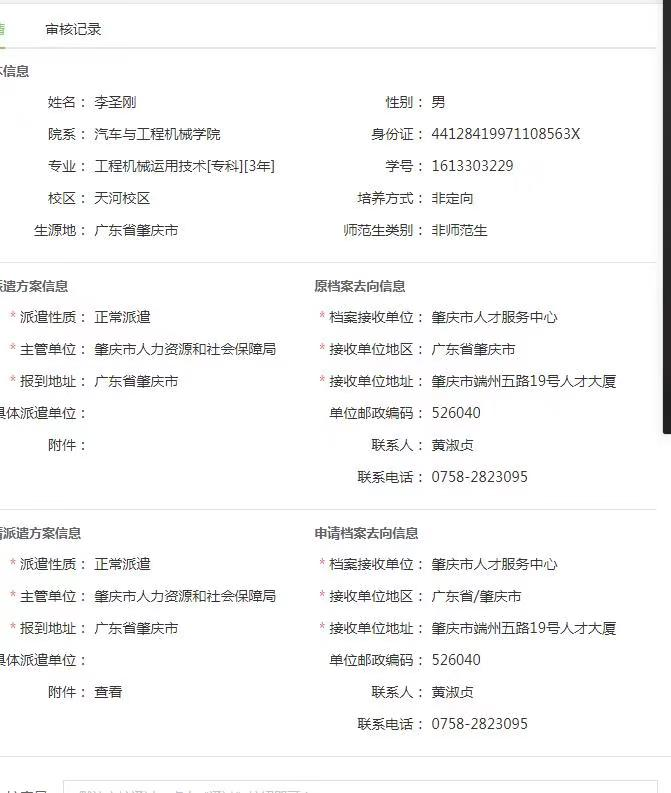 审核记录
信息
姓名： 李圣刚 性别： 男
院系： 汽车与工程机械学院 身份证： 44128419971108563X
专业： 工程机械运用技术[专科][3年] 学号： 1613303229
校区： 天河校区 培养方式： 非定向
生源地： 广东省肇庆市 师范生类别： 非师范生
派遣方案信息 原档案去向信息
* 派遣性质： 正常派遣 * 档案接收单位： 肇庆市人才服务中心
* 主管单位： 肇庆市人力资源和社会保障局 * 接收单位地区： 广东省肇庆市
* 报到地址： 广东省肇庆市 * 接收单位地址： 肇庆市端州五路19号人才大厦
具体派遣单位： 单位邮政编码： 526040
附件： 联系人： 黄淑贞
联系电话： 0758-2823095
派遣方案信息 申请档案去向信息
* 派遣性质： 正常派遣 * 档案接收单位： 肇庆市人才服务中心
* 主管单位： 肇庆市人力资源和社会保障局 * 接收单位地区： 广东省/肇庆市
* 报到地址： 广东省肇庆市 * 接收单位地址： 肇庆市端州五路19号人才大厦
具体派遣单位： 单位邮政编码： 526040
附件： 查看 联系人： 黄淑贞
联系电话： 0758-2823095